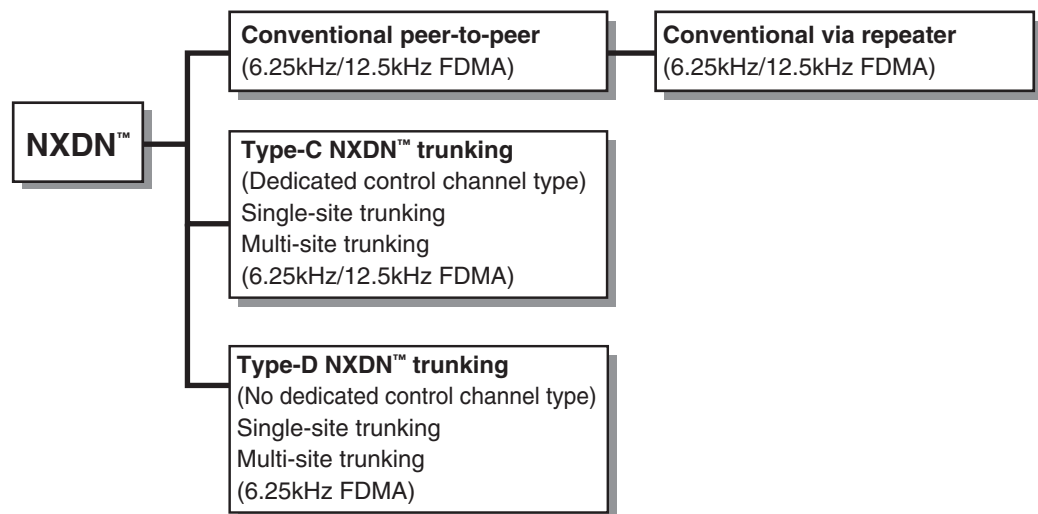 NXDN™
Conventional peer-to-peer
(6.25kHz/12.5kHz FDMA)
Conventional via repeater
(6.25kHz/12.5kHz FDMA)
Type-C NXDN™ trunking
(Dedicated control channel type)
Single-site trunking
Multi-site trunking
(6.25kHz/12.5kHz FDMA)
Type-D NXDN™ trunking
(No dedicated control channel type)
Single-site trunking
Multi-site trunking
(6.25kHz FDMA)